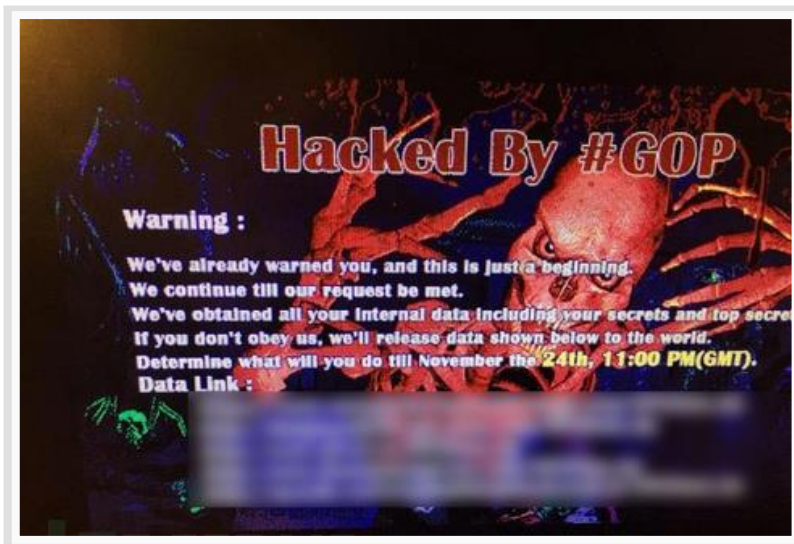 Hacked By #GOP
Warning :
We've already warned you, and this is just a beginning.
We continue till our request be met.
We've obtained all your internal data including your secrets and top
If you don't obey us, we'll release data shown below to the world.
Determine what will you do till November the 24th, 11:00 PM(GMT).
Data Link :